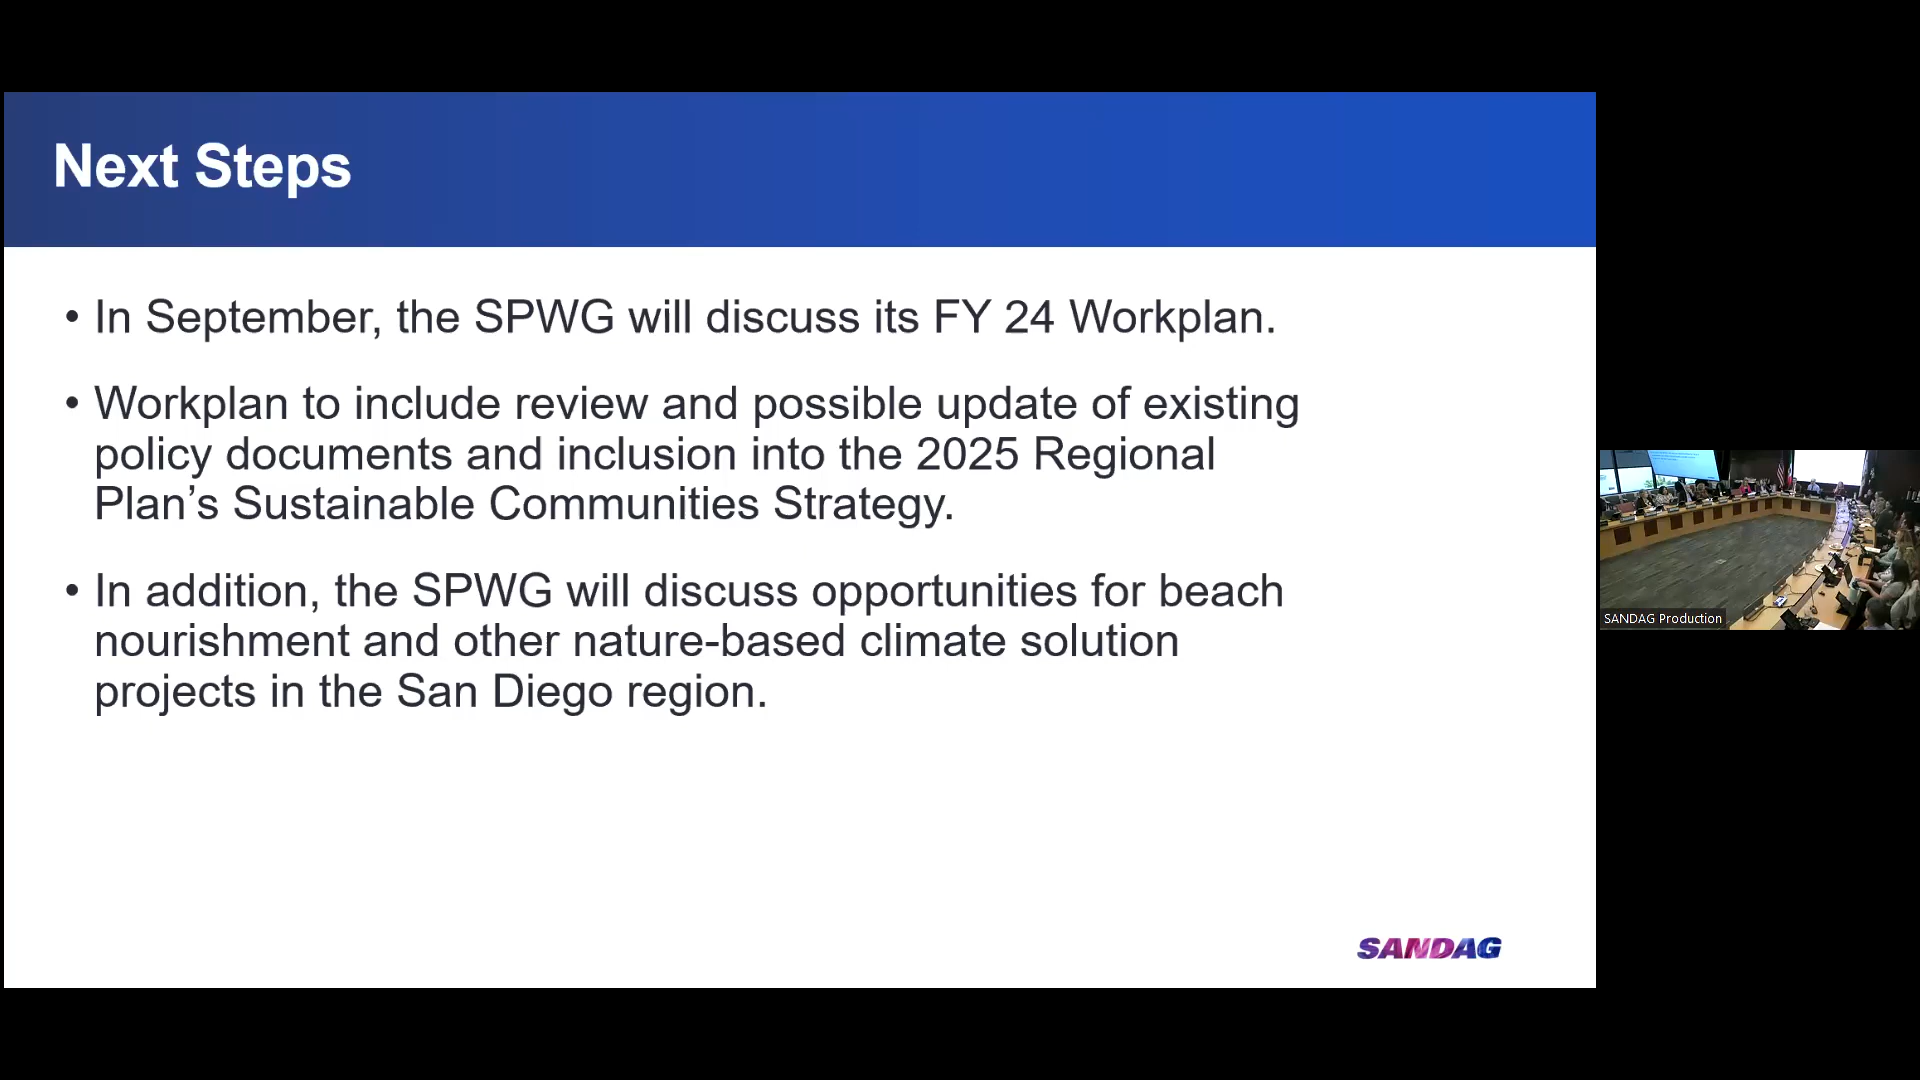 Next Steps
• In September, the SPWG will discuss its FY 24 Workplan.
• Workplan to include review and possible update of existing
policy documents and inclusion into the 2025 Regional
Plan’s Sustainable Communities Strategy.
• In addition, the SPWG will discuss opportunities for beach
nourishment and other nature-based climate solution
projects in the San Diego region.
SANDAG
SANDAG Production